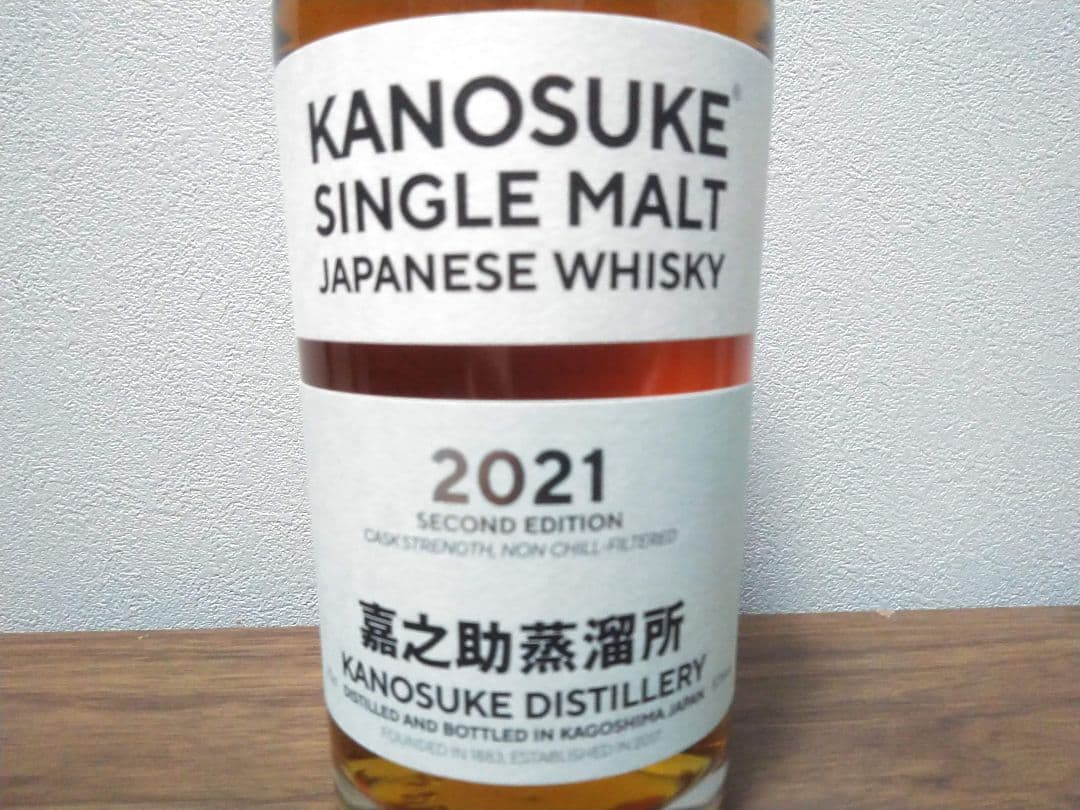 KANOSUKE
SINGLE MALT
JAPANESE WHISKY
2021
SECOND EDITION
CASK STRENGTH, NON CHILL-FILTERED
嘉之助蒸溜所
KANOSUKE DISTILLERY
DISTILLED AND BOTTLED IN KAGOSHIMA JAPAN
FOUNDED IN 1883, ESTABLISHED IN 2017